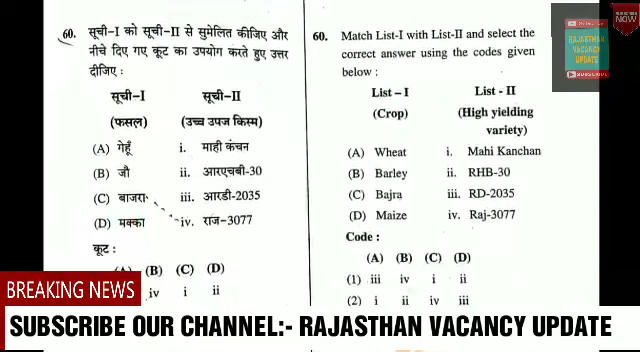 60. सूची-I को सूची-II से सुमेलित कीजिए और
नीचे दिए गए कूट का उपयोग करते हुए उत्तर
दीजिए :
सूची-I सूची-II
(फसल) (उच्च उपज किस्म)
(A) गेहूँ i. माही कंचन
(B) जौ ii. आरएचबी-30
(C) बाजरा iii. आरडी-2035
(D) मक्का iv. राज-3077
कूट :
(A) (B) (C) (D)
iv i ii
60. Match List-I with List-II and select the
correct answer using the codes given
below :
List – I List - II
(Crop) (High yielding
variety)
(A) Wheat i. Mahi Kanchan
(B) Barley ii. RHB-30
(C) Bajra iii. RD-2035
(D) Maize iv. Raj-3077
Code :
(A) (B) (C) (D)
(1) iii iv i ii
(2) i ii iv iii
RAJASTHAN
VACANCY
UPDATE
SUBSCRIBE
SUBSCRIBE
NOW
BREAKING NEWS
SUBSCRIBE OUR CHANNEL:- RAJASTHAN VACANCY UPDATE